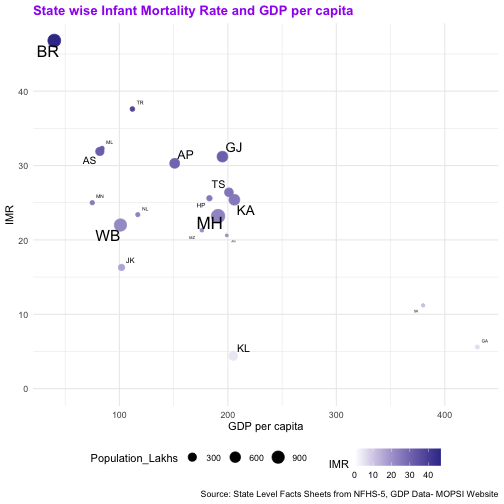 State wise Infant Mortality Rate and GDP per capita
BR
40
TR
ML
AS
AP
GJ
30
TS
MN
HP
KA
NL
MH
WB
MZ
20
JK
IMR
SK
10
KL
GA
0
100
200
300
400
GDP per capita
Population_Lakhs
300
600
900
IMR
0 10 20 30 40
Source: State Level Facts Sheets from NFHS-5, GDP Data- MOPSI Website